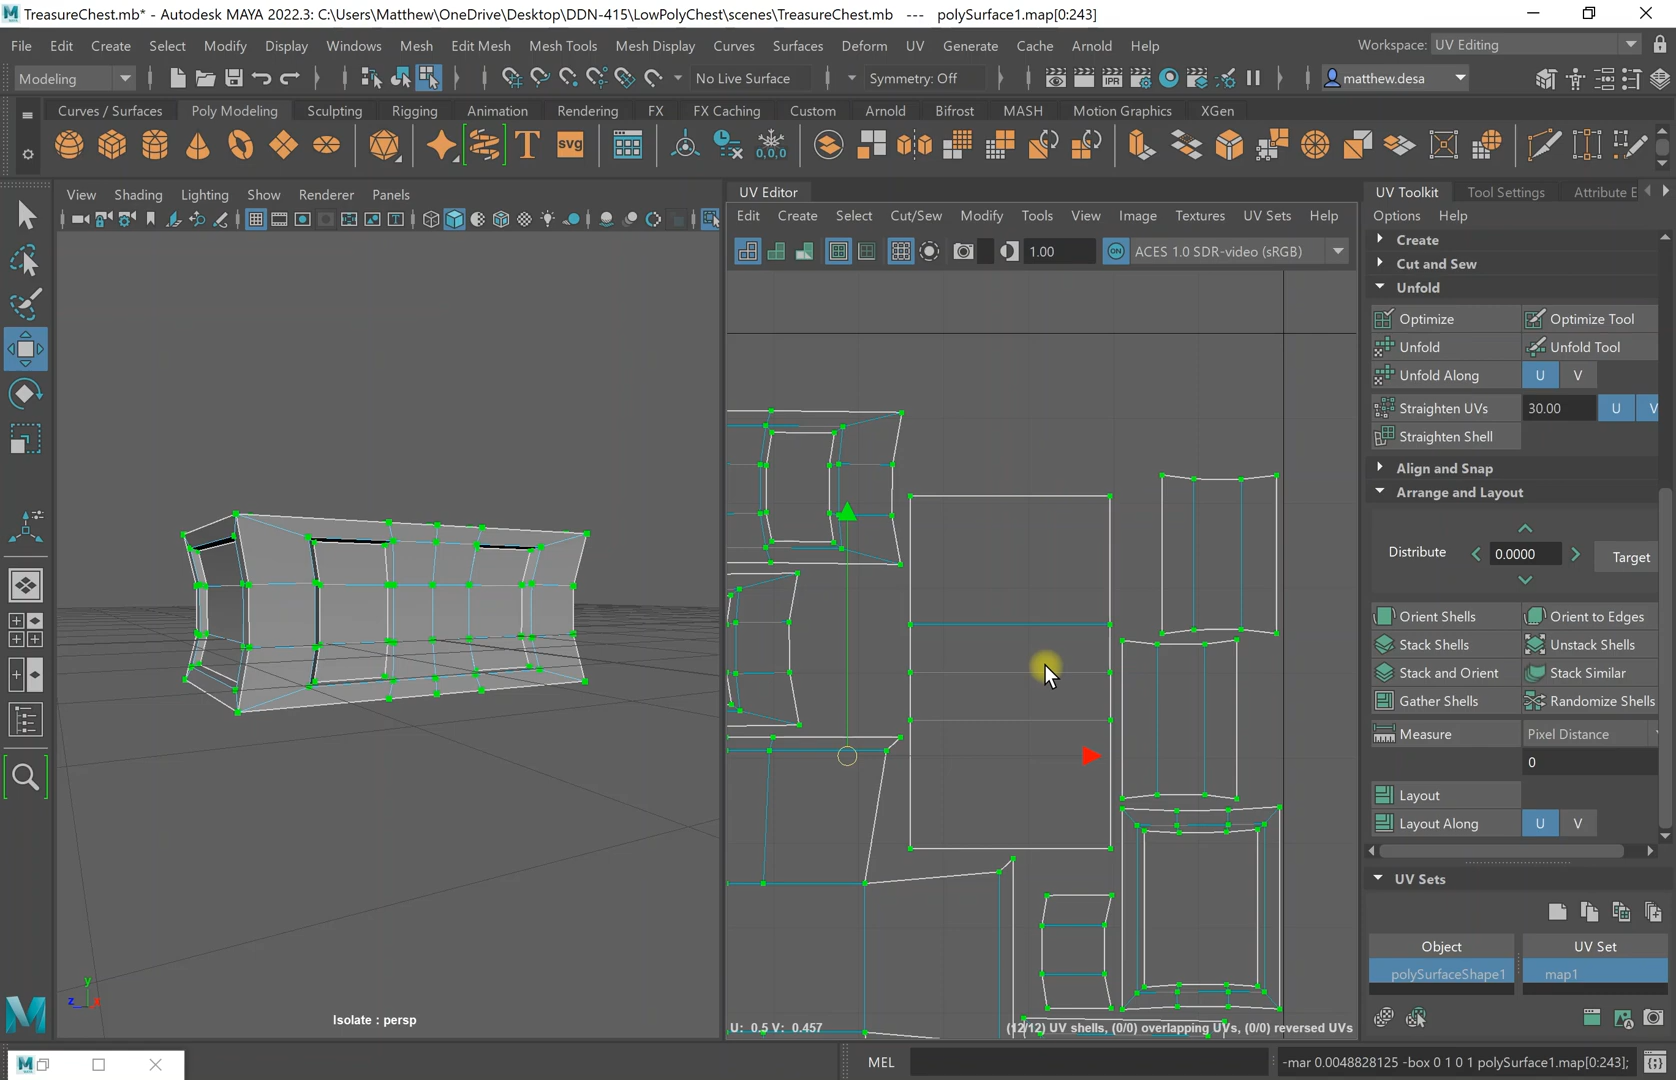 TreasureChest.mb* - Autodesk MAYA 2022.3: C:\Users\Matthew\OneDrive\Desktop\DDN-415\LowPolyChest\scenes\TreasureChest.mb --- polySurface1.map[0:243]
File Edit Create Select Modify Display Windows Mesh Edit Mesh Mesh Tools Mesh Display Curves Surfaces Deform UV Generate Cache Arnold Help Workspace: UV Editing
Modeling No Live Surface Symmetry: Off IPR matthew.desa
Curves / Surfaces Poly Modeling Sculpting Rigging Animation Rendering FX FX Caching Custom Arnold Bifrost MASH Motion Graphics XGen
T svg 0,0,0
View Shading Lighting Show Renderer Panels
UV Editor
Edit Create Select Cut/Sew Modify Tools View Image Textures UV Sets Help
1.00 ON ACES 1.0 SDR-video (sRGB)
UV Toolkit Tool Settings Attribute E
Options Help
Create
Cut and Sew
Unfold
Optimize Optimize Tool
Unfold Unfold Tool
Unfold Along U V
Straighten UVs 30.00 U V
Straighten Shell
Align and Snap
Arrange and Layout
Distribute 0.0000 Target
Orient Shells Orient to Edges
Stack Shells Unstack Shells
Stack and Orient Stack Similar
Gather Shells Randomize Shells
Measure Pixel Distance
0
Layout
Layout Along U V
UV Sets
Object UV Set
polySurfaceShape1 map1
y
z x
Isolate : persp
U: 0.5 V: 0.457 (12/12) UV shells, (0/0) overlapping UVs, (0/0) reversed UVs
MEL -mar 0.0048828125 -box 0 1 0 1 polySurface1.map[0:243];